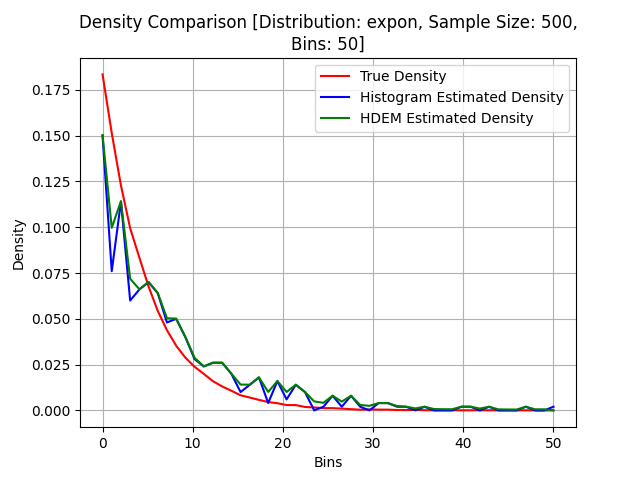 Density Comparison [Distribution: expon, Sample Size: 500,
Bins: 50]
True Density
Histogram Estimated Density
HDEM Estimated Density
Density
0.175
0.150
0.125
0.100
0.075
0.050
0.025
0.000
0 10 20 30 40 50
Bins